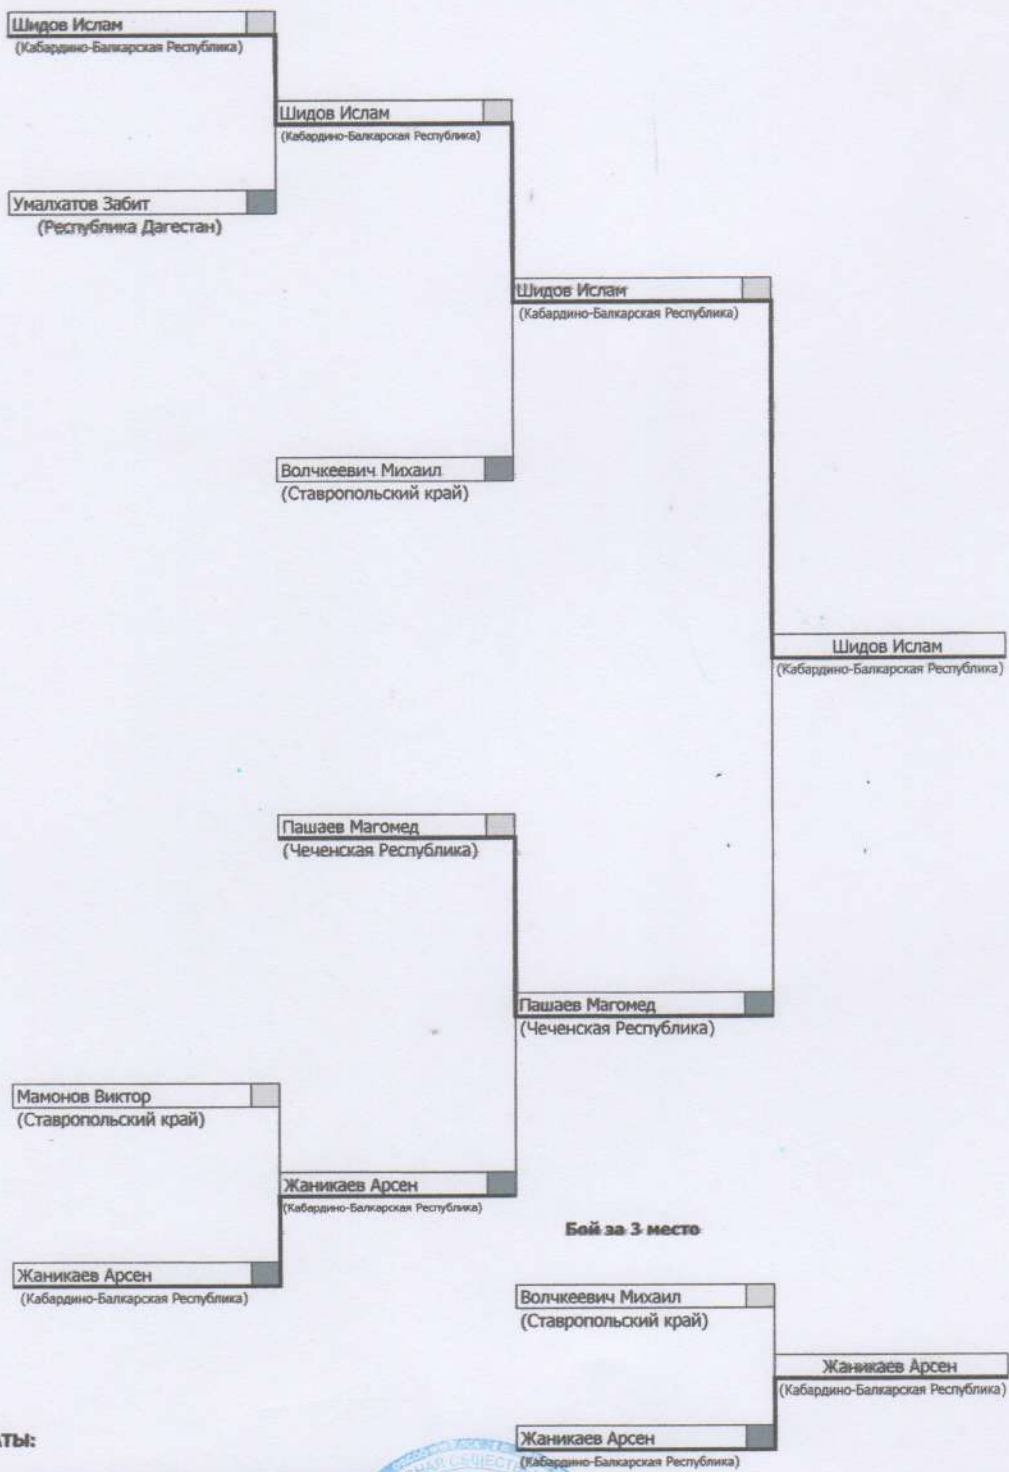 Шидов Ислам
(Кабардино-Балкарская Республика)
Шидов Ислам
(Кабардино-Балкарская Республика)
Умалхатов Забит
(Республика Дагестан)
Шидов Ислам
(Кабардино-Балкарская Республика)
Волчкеевич Михаил
(Ставропольский край)
Шидов Ислам
(Кабардино-Балкарская Республика)
Пашаев Магомед
(Чеченская Республика)
Пашаев Магомед
(Чеченская Республика)
Мамонов Виктор
(Ставропольский край)
Жаникаев Арсен
(Кабардино-Балкарская Республика)
Бой за 3 место
Жаникаев Арсен
(Кабардино-Балкарская Республика)
Волчкеевич Михаил
(Ставропольский край)
Жаникаев Арсен
(Кабардино-Балкарская Республика)
Жаникаев Арсен
(Кабардино-Балкарская Республика)
ТЫ: